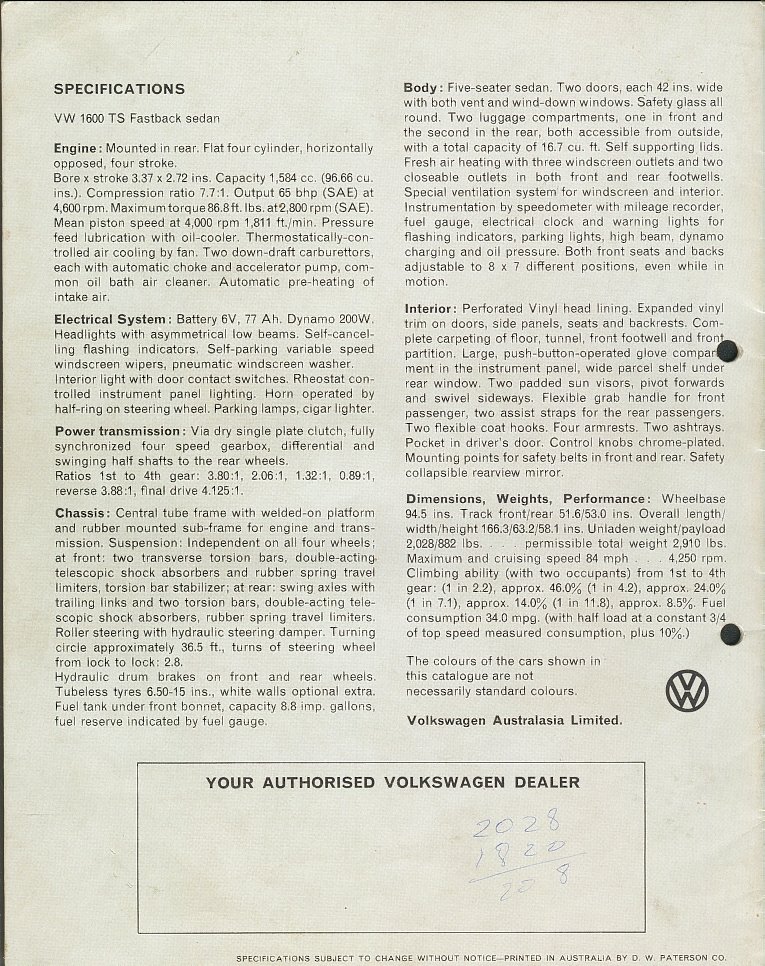 SPECIFICATIONS
VW 1600 TS Fastback sedan
Engine : Mounted in rear. Flat four cylinder, horizontally
opposed, four stroke.
Bore x stroke 3.37 x 2.72 ins. Capacity 1,584 cc. (96.66 cu.
ins.). Compression ratio 7.7:1. Output 65 bhp (SAE) at
4,600 rpm. Maximum torque 86.8 ft. lbs. at 2,800 rpm (SAE).
Mean piston speed at 4,000 rpm 1,811 ft./min. Pressure
feed lubrication with oil-cooler. Thermostatically-con-
trolled air cooling by fan. Two down-draft carburettors,
each with automatic choke and accelerator pump, com-
mon oil bath air cleaner. Automatic pre-heating of
intake air.
Electrical System : Battery 6V, 77 Ah. Dynamo 200W.
Headlights with asymmetrical low beams. Self-cancel-
ling flashing indicators. Self-parking variable speed
windscreen wipers, pneumatic windscreen washer.
Interior light with door contact switches. Rheostat con-
trolled instrument panel lighting. Horn operated by
half-ring on steering wheel. Parking lamps, cigar lighter.
Power transmission : Via dry single plate clutch, fully
synchronized four speed gearbox, differential and
swinging half shafts to the rear wheels.
Ratios 1st to 4th gear: 3.80:1, 2.06:1, 1.32:1, 0.89:1,
reverse 3.88:1, final drive 4.125:1.
Chassis : Central tube frame with welded-on platform
and rubber mounted sub-frame for engine and trans-
mission. Suspension: Independent on all four wheels;
at front: two transverse torsion bars, double-acting
telescopic shock absorbers and rubber spring travel
limiters, torsion bar stabilizer; at rear: swing axles with
trailing links and two torsion bars, double-acting tele-
scopic shock absorbers, rubber spring travel limiters.
Roller steering with hydraulic steering damper. Turning
circle approximately 36.5 ft., turns of steering wheel
from lock to lock: 2.8.
Hydraulic drum brakes on front and rear wheels.
Tubeless tyres 6.50-15 ins., white walls optional extra.
Fuel tank under front bonnet, capacity 8.8 imp. gallons,
fuel reserve indicated by fuel gauge.
Body : Five-seater sedan. Two doors, each 42 ins. wide
with both vent and wind-down windows. Safety glass all
round. Two luggage compartments, one in front and
the second in the rear, both accessible from outside,
with a total capacity of 16.7 cu. ft. Self supporting lids.
Fresh air heating with three windscreen outlets and two
closeable outlets in both front and rear footwells.
Special ventilation system for windscreen and interior.
Instrumentation by speedometer with mileage recorder,
fuel gauge, electrical clock and warning lights for
flashing indicators, parking lights, high beam, dynamo
charging and oil pressure. Both front seats and backs
adjustable to 8 x 7 different positions, even while in
motion.
Interior : Perforated Vinyl head lining. Expanded vinyl
trim on doors, side panels, seats and backrests. Com-
plete carpeting of floor, tunnel, front footwell and front
partition. Large, push-button-operated glove compart-
ment in the instrument panel, wide parcel shelf under
rear window. Two padded sun visors, pivot forwards
and swivel sideways. Flexible grab handle for front
passenger, two assist straps for the rear passengers.
Two flexible coat hooks. Four armrests. Two ashtrays.
Pocket in driver's door. Control knobs chrome-plated.
Mounting points for safety belts in front and rear. Safety
collapsible rearview mirror.
Dimensions, Weights, Performance : Wheelbase
94.5 ins. Track front/rear 51.6/53.0 ins. Overall length/
width/height 166.3/63.2/58.1 ins. Unladen weight/payload
2,028/882 lbs. . . . permissible total weight 2,910 lbs.
Maximum and cruising speed 84 mph . . . 4,250 rpm.
Climbing ability (with two occupants) from 1st to 4th
gear: (1 in 2.2), approx. 46.0% (1 in 4.2), approx. 24.0%
(1 in 7.1), approx. 14.0% (1 in 11.8), approx. 8.5%. Fuel
consumption 34.0 mpg. (with half load at a constant 3/4
of top speed measured consumption, plus 10%.)
The colours of the cars shown in
this catalogue are not
necessarily standard colours.
Volkswagen Australasia Limited.
YOUR AUTHORISED VOLKSWAGEN DEALER
2028
1820
208
SPECIFICATIONS SUBJECT TO CHANGE WITHOUT NOTICE—PRINTED IN AUSTRALIA BY D. W. PATERSON CO.